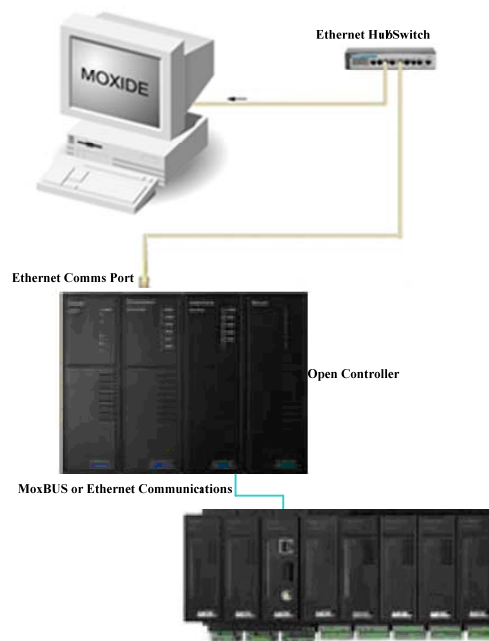 Ethernet Hub/Switch
MOXIDE
Ethernet Comms Port
Open Controller
MoxBUS or Ethernet Communications